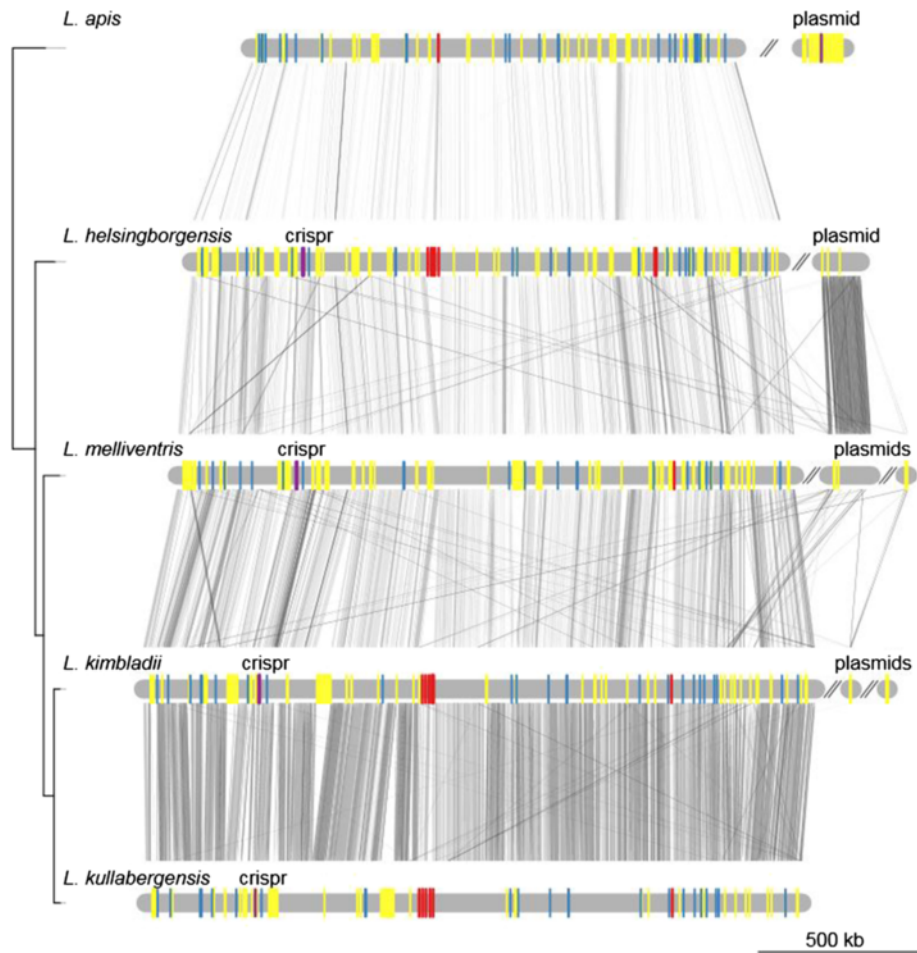 L. apis plasmid
L. helsingborgensis crispr plasmid
L. melliventris crispr plasmids
L. kimbladii crispr plasmids
L. kullabergensis crispr
500 kb